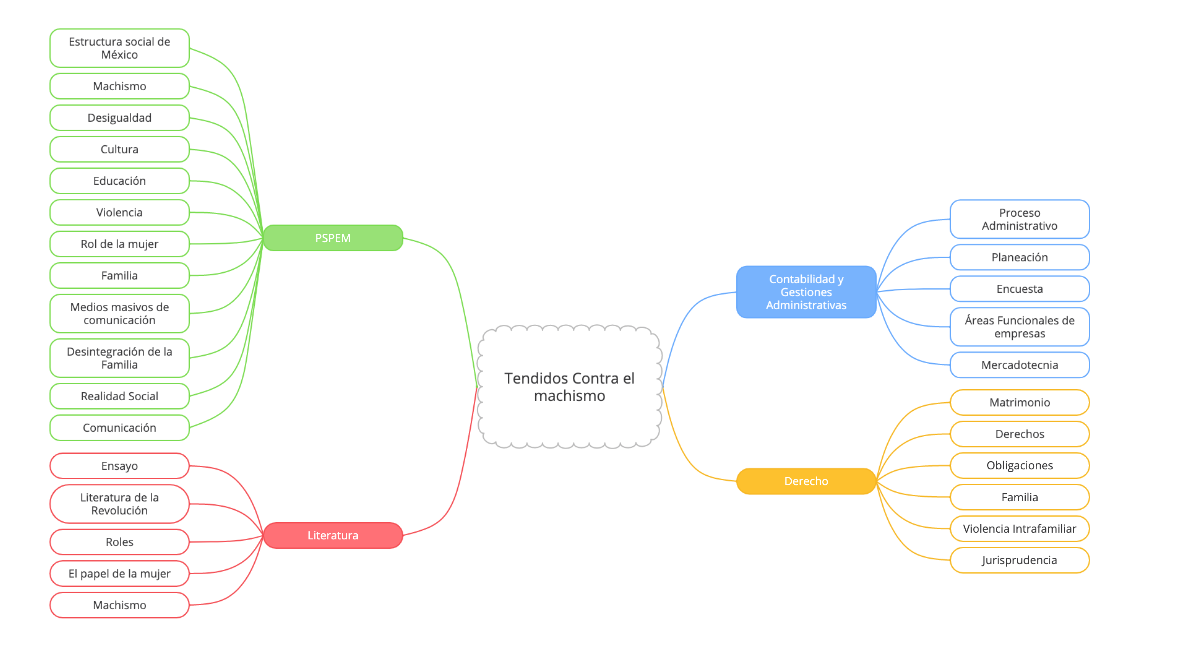 Estructura social de
México
Machismo
Desigualdad
Cultura
Educación
Violencia
Rol de la mujer
Familia
Medios masivos de
comunicación
Desintegración de la
Familia
Realidad Social
Comunicación
PSPEM
Ensayo
Literatura de la
Revolución
Roles
El papel de la mujer
Machismo
Literatura
Tendidos Contra el
machismo
Contabilidad y
Gestiones
Administrativas
Proceso
Administrativo
Planeación
Encuesta
Áreas Funcionales de
empresas
Mercadotecnia
Derecho
Matrimonio
Derechos
Obligaciones
Familia
Violencia Intrafamiliar
Jurisprudencia